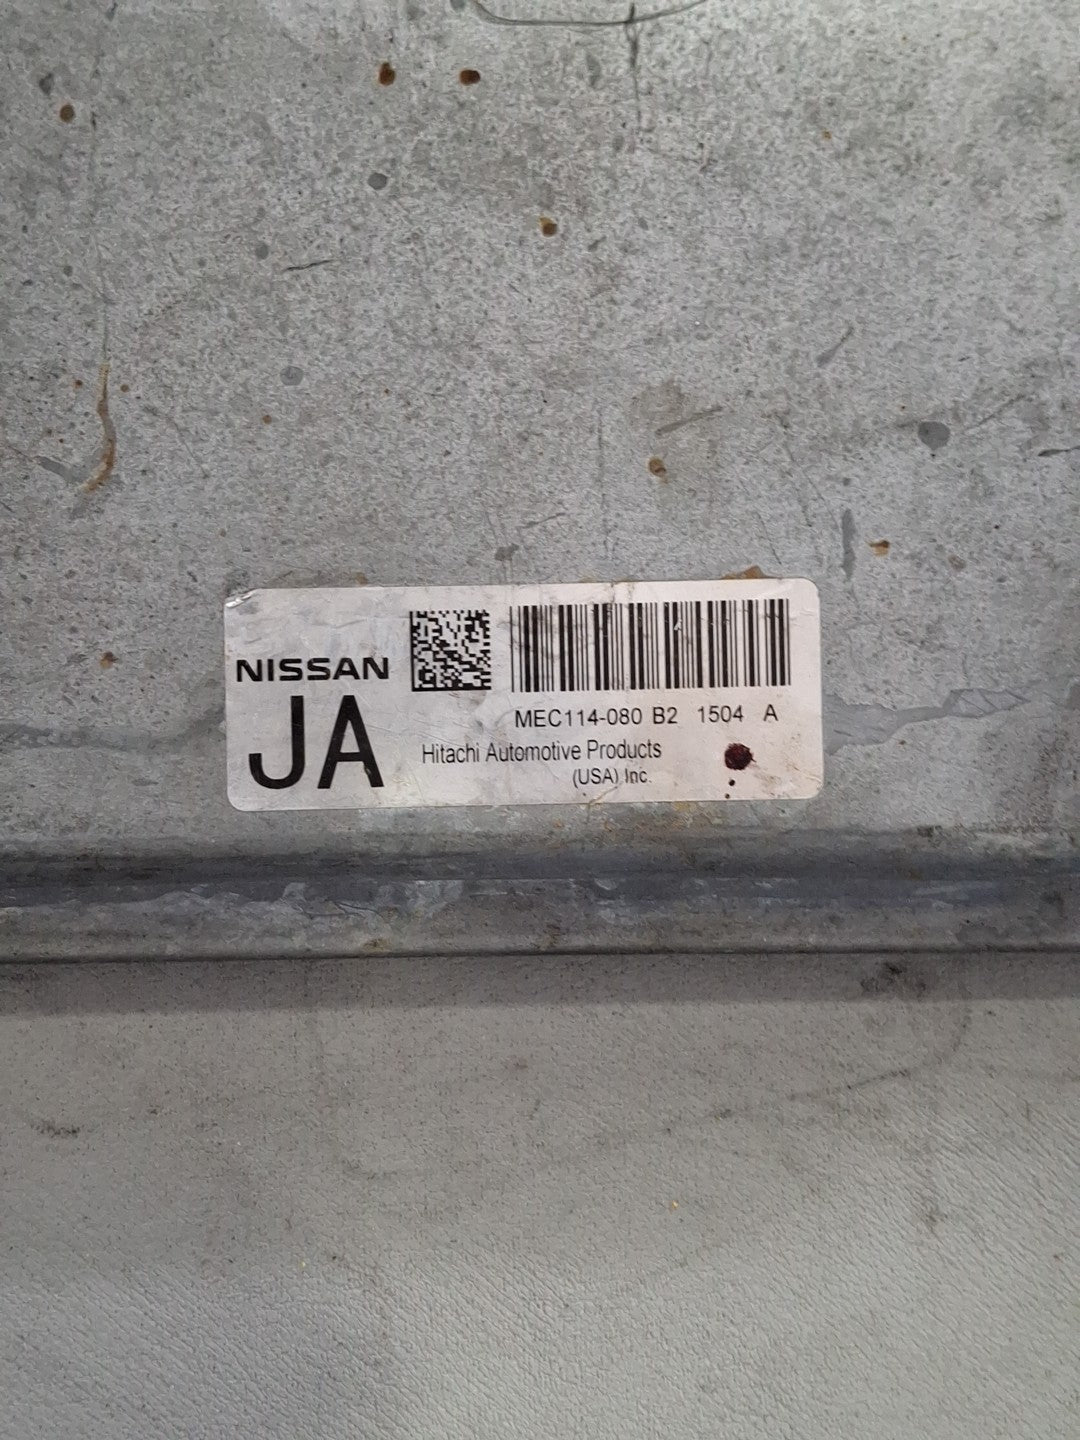 NISSAN
JA
MEC114-080 B2 1504 A
Hitachi Automotive Products
(USA) Inc.